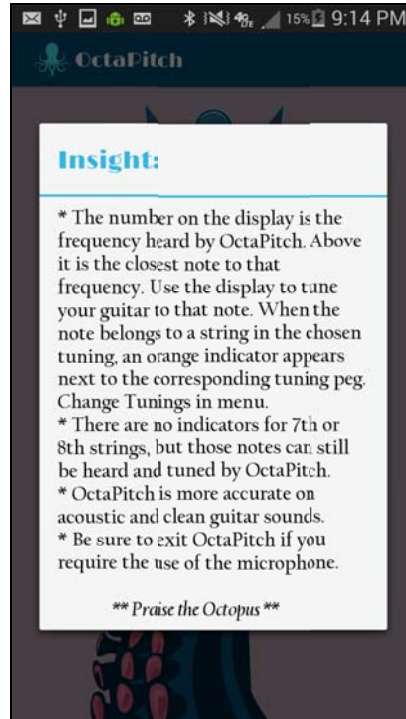 15% 9:14 PM
OctaPitch
Insight:
* The number on the display is the
frequency heard by OctaPitch. Above
it is the closest note to that
frequency. Use the display to tune
your guitar to that note. When the
note belongs to a string in the chosen
tuning, an orange indicator appears
next to the corresponding tuning peg.
Change Tunings in menu.
* There are no indicators for 7th or
8th strings, but those notes can still
be heard and tuned by OctaPitch.
* OctaPitch is more accurate on
acoustic and clean guitar sounds.
* Be sure to exit OctaPitch if you
require the use of the microphone.
** Praise the Octopus **